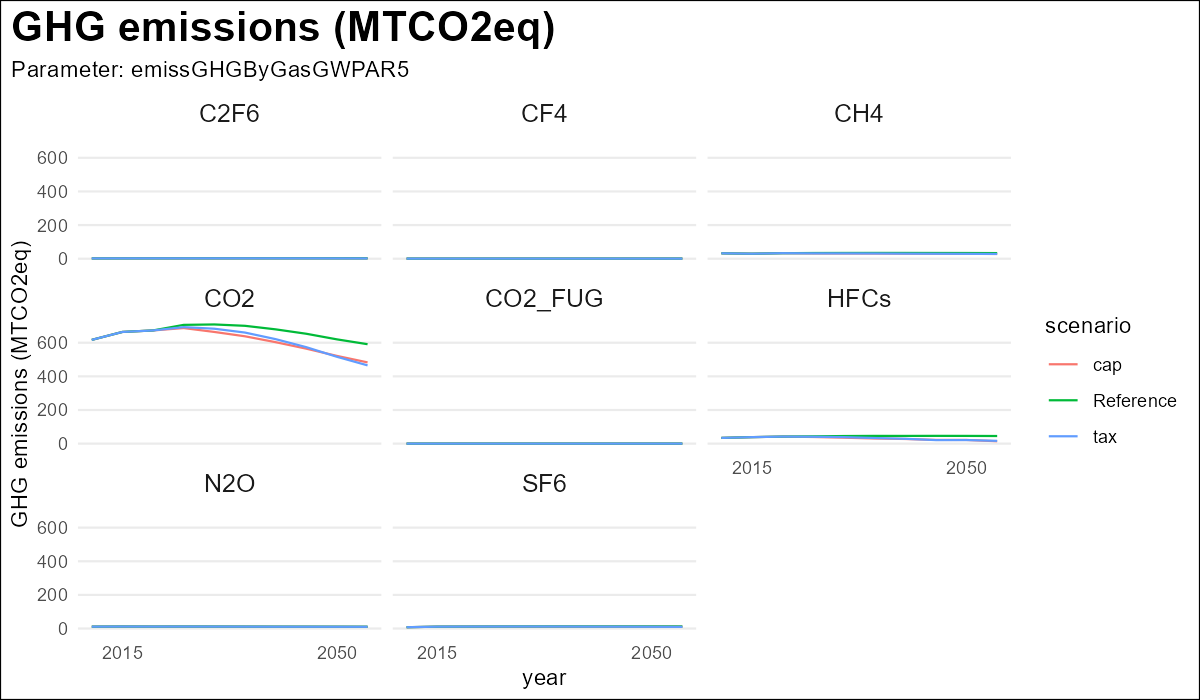 GHG emissions (MTCO2eq)
Parameter: emissGHGByGasGWPAR5
C2F6
CF4
CH4
600
400
200
0
CO2
CO2_FUG
HFCs
600
400
200
0
2015
2050
N2O
SF6
600
400
200
0
2015
2050
2015
2050
GHG emissions (MTCO2eq)
year
scenario
cap
Reference
tax